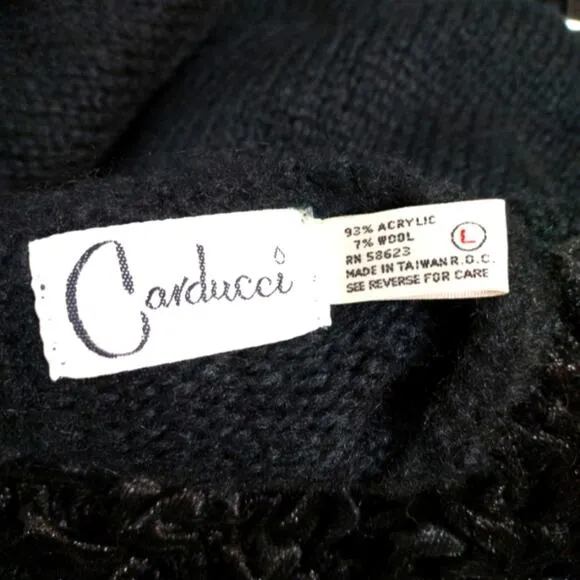 Carducci
93% ACRYLIC
7% WOOL
RN 58623
MADE IN TAIWAN R.O.C.
SEE REVERSE FOR CARE
L